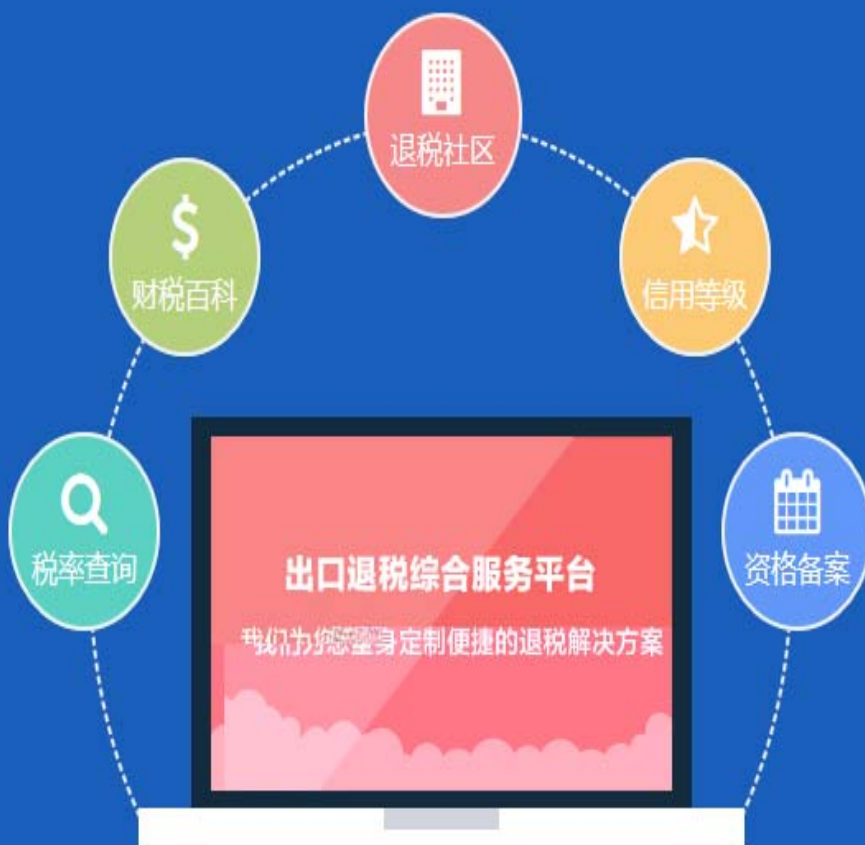 退税社区
财税百科
信用等级
税率查询
资格备案
出口退税综合服务平台
我们为您量身定制便捷的退税解决方案